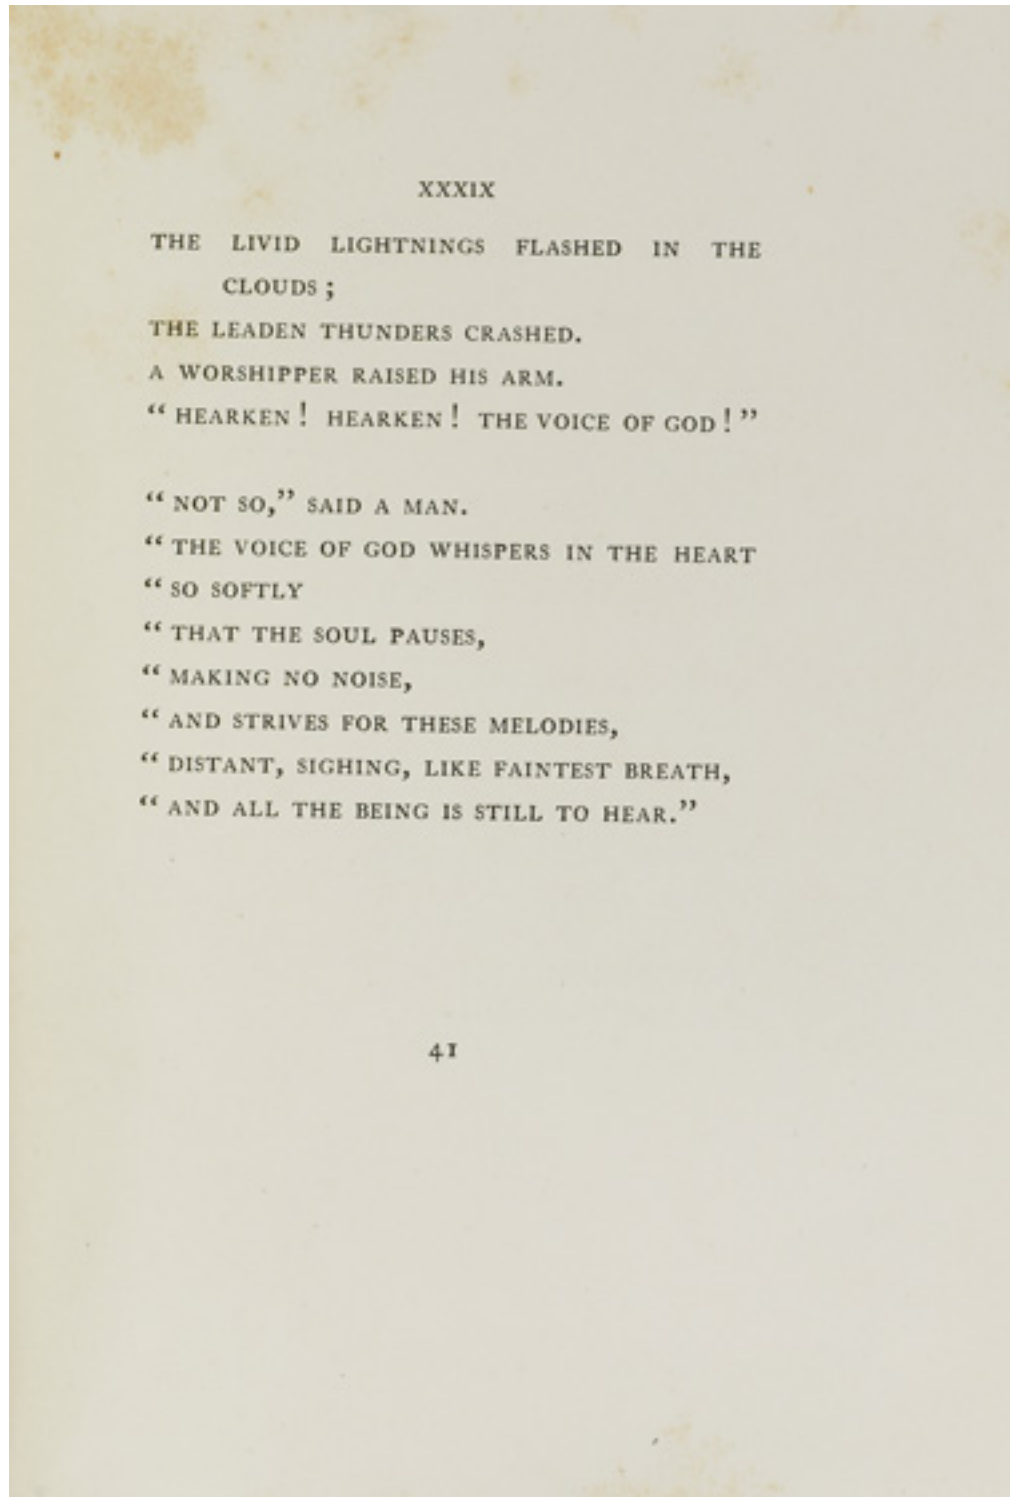 XXXIX
THE LIVID LIGHTNINGS FLASHED IN THE
CLOUDS ;
THE LEADEN THUNDERS CRASHED.
A WORSHIPPER RAISED HIS ARM.
“ HEARKEN ! HEARKEN ! THE VOICE OF GOD ! ”
“ NOT SO,” SAID A MAN.
“ THE VOICE OF GOD WHISPERS IN THE HEART
“ SO SOFTLY
“ THAT THE SOUL PAUSES,
“ MAKING NO NOISE,
“ AND STRIVES FOR THESE MELODIES,
“ DISTANT, SIGHING, LIKE FAINTEST BREATH,
“ AND ALL THE BEING IS STILL TO HEAR.”
41